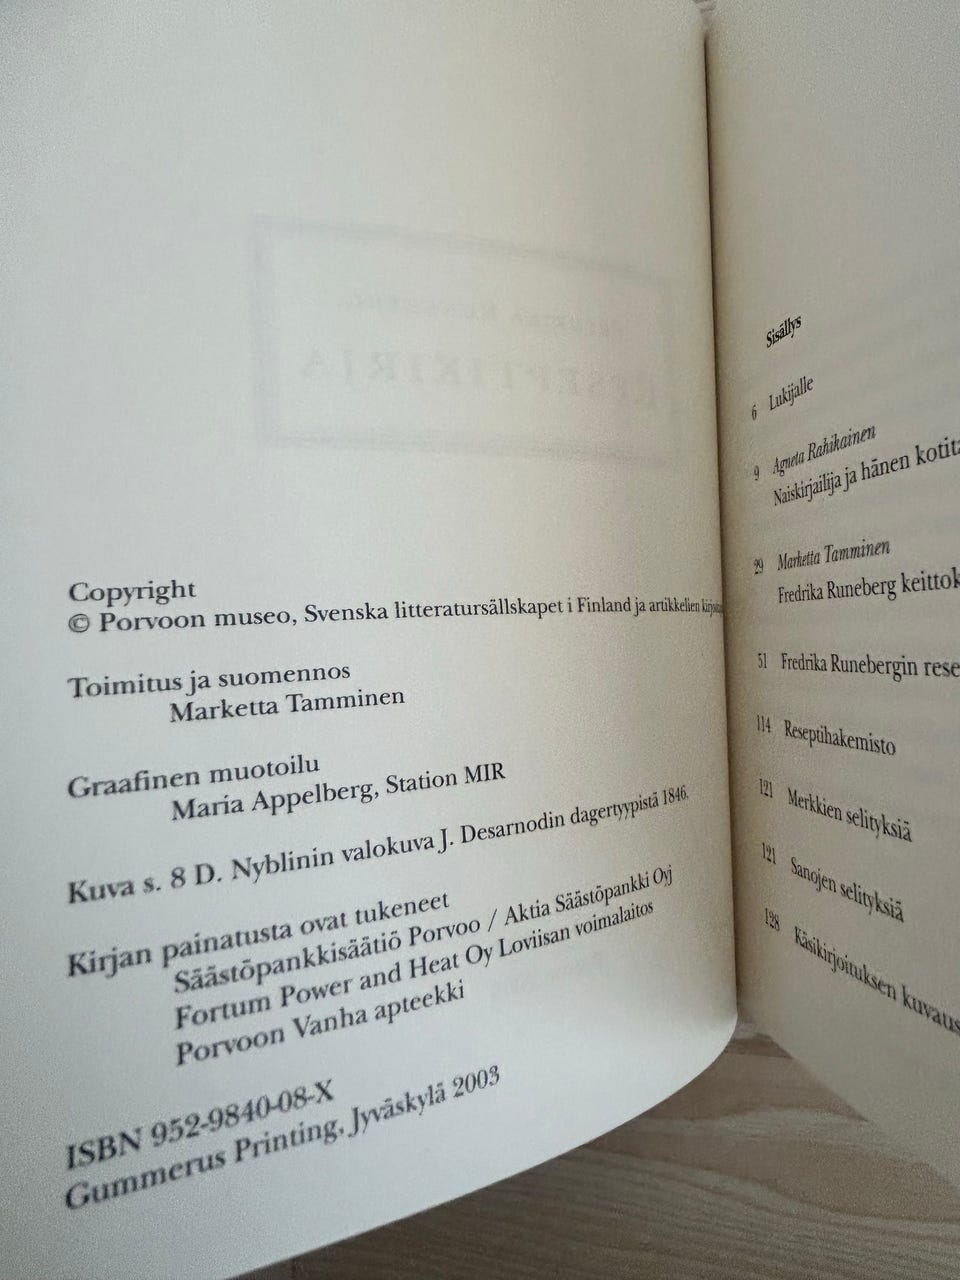 Copyright
© Porvoon museo, Svenska litteratursällskapet i Finland ja artikkelien
Toimitus ja suomennos
Marketta Tamminen
Graafinen muotoilu
Maria Appelberg, Station MIR
Kuva s. 8 D. Nyblinin valokuva J. Desarnodin dagertyypistä 1846.
Kirjan painatusta ovat tukeneet
Säästöpankkisäätiö Porvoo / Aktia Säästöpankki Oyj
Fortum Power and Heat Oy Loviisan voimalaitos
Porvoon Vanha apteekki
ISBN 952-9840-08-X
Gummerus Printing, Jyväskylä 2003
Sisällys
6 Lukijalle
9 Agneta Rahikainen
Naiskirjailija ja hänen
29 Marketta Tamminen
Fredrika Runeberg
51 Fredrika Runebergin
114 Reseptihakemisto
121 Merkkien selityksiä
121 Sanojen selityksiä
128 Käsikirjoituksen kuvaus